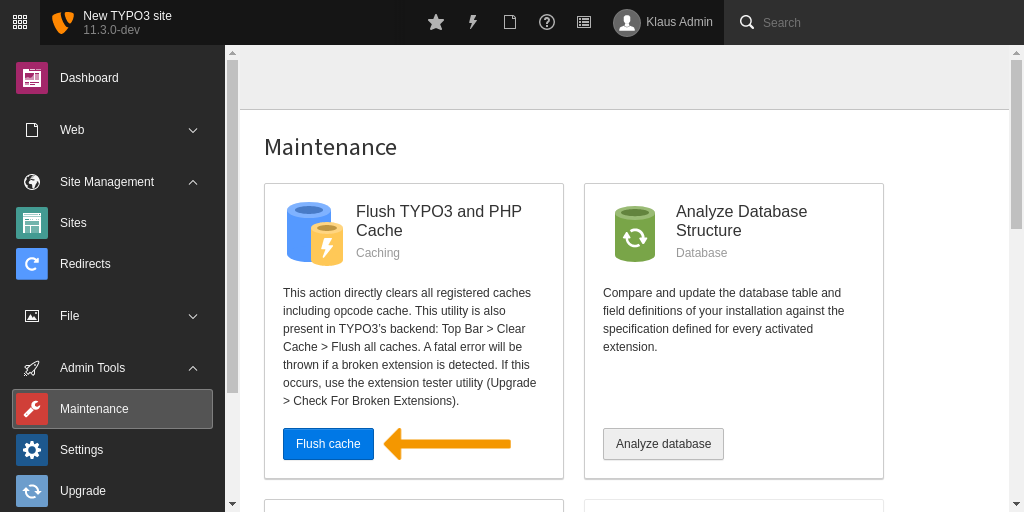 New TYPO3 site
11.3.0-dev
Klaus Admin
Search
Dashboard
Web
Site Management
Sites
Redirects
File
Admin Tools
Maintenance
Settings
Upgrade
Maintenance
Flush TYPO3 and PHP
Cache
Caching
This action directly clears all registered caches
including opcode cache. This utility is also
present in TYPO3's backend: Top Bar > Clear
Cache > Flush all caches. A fatal error will be
thrown if a broken extension is detected. If this
occurs, use the extension tester utility (Upgrade
> Check For Broken Extensions).
Flush cache
Analyze Database
Structure
Database
Compare and update the database table and
field definitions of your installation against the
specification defined for every activated
extension.
Analyze database